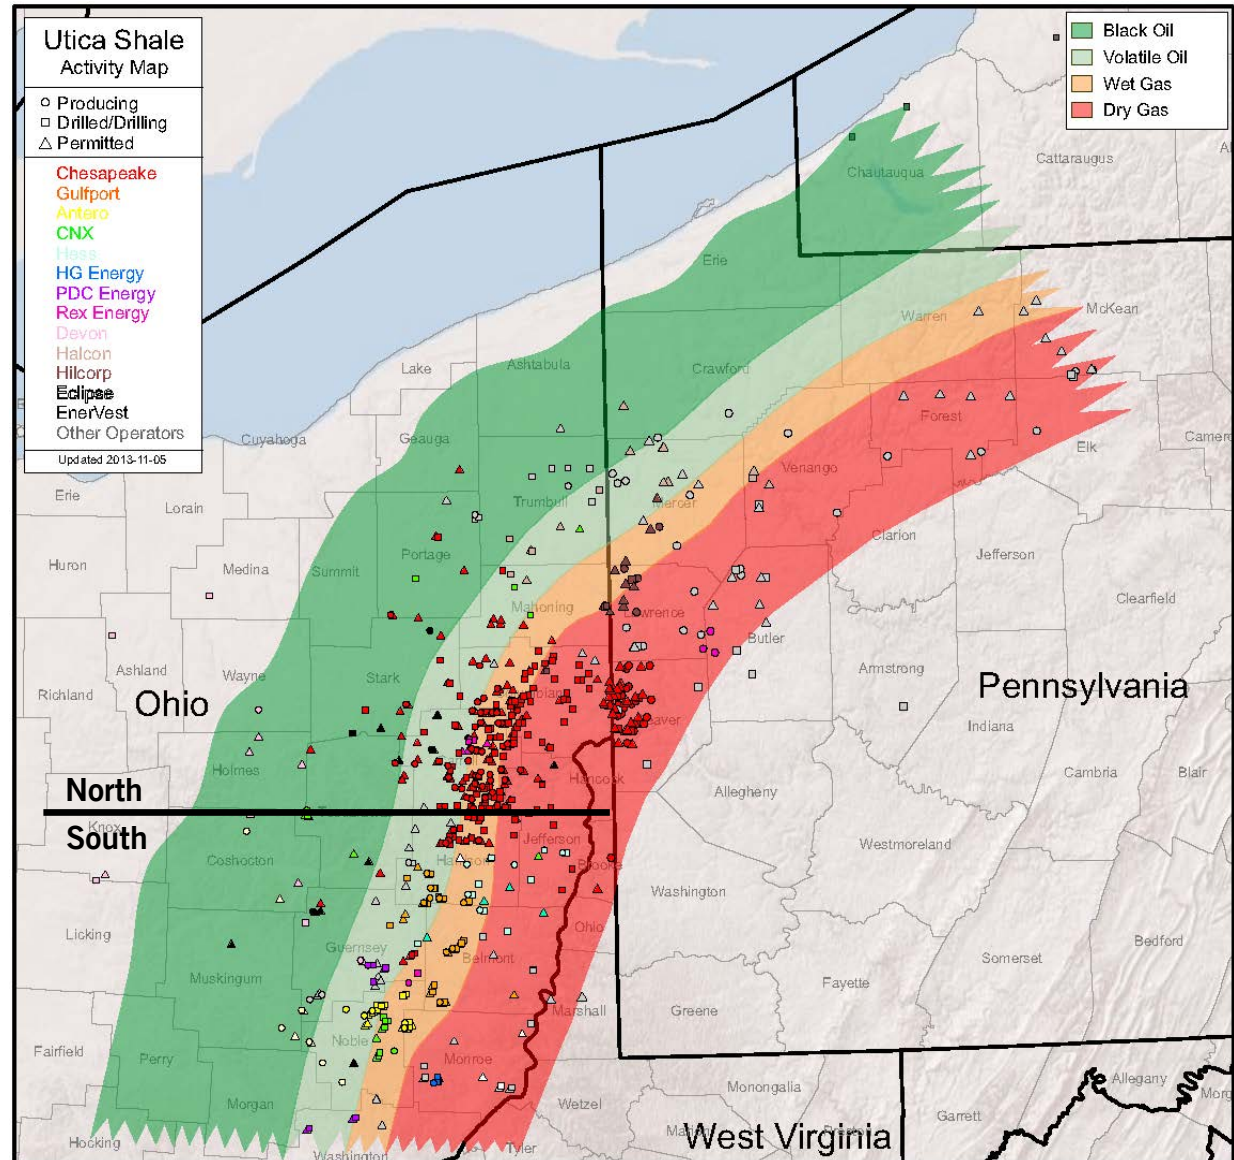 Utica Shale
Activity Map
Producing
Drilled/Drilling
Permitted
Chesapeake
Gulfport
Antero
CNX
Hess
HG Energy
PDC Energy
Rex Energy
Devon
Halcon
Hilcorp
Eclipse
EnerVest
Other Operators
Updated 2013-11-05
Black Oil
Volatile Oil
Wet Gas
Dry Gas
Cattaraugus
Chautauqua
Erie
Warren
McKean
Lake
Ashtabula
Crawford
Forest
Cuyahoga
Geauga
Elk
Venango
Erie
Lorain
Trumbull
Mercer
Clarion
Jefferson
Huron
Medina
Summit
Portage
Clearfield
Mahoning
Lawrence
Butler
Ashland
Wayne
Stark
Armstrong
Richland
Ohio
Pennsylvania
Indiana
Holmes
Hancock
Cambria
Blair
Allegheny
North
South
Knox
Jefferson
Westmoreland
Coshocton
Brooke
Washington
Licking
Ohio
Guernsey
Belmont
Somerset
Bedford
Muskingum
Fayette
Marshall
Greene
Fairfield
Perry
Noble
Monroe
Monongalia
Allegany
Morgan
Wetzel
Garrett
Hocking
West Virginia
Washington
Tyler